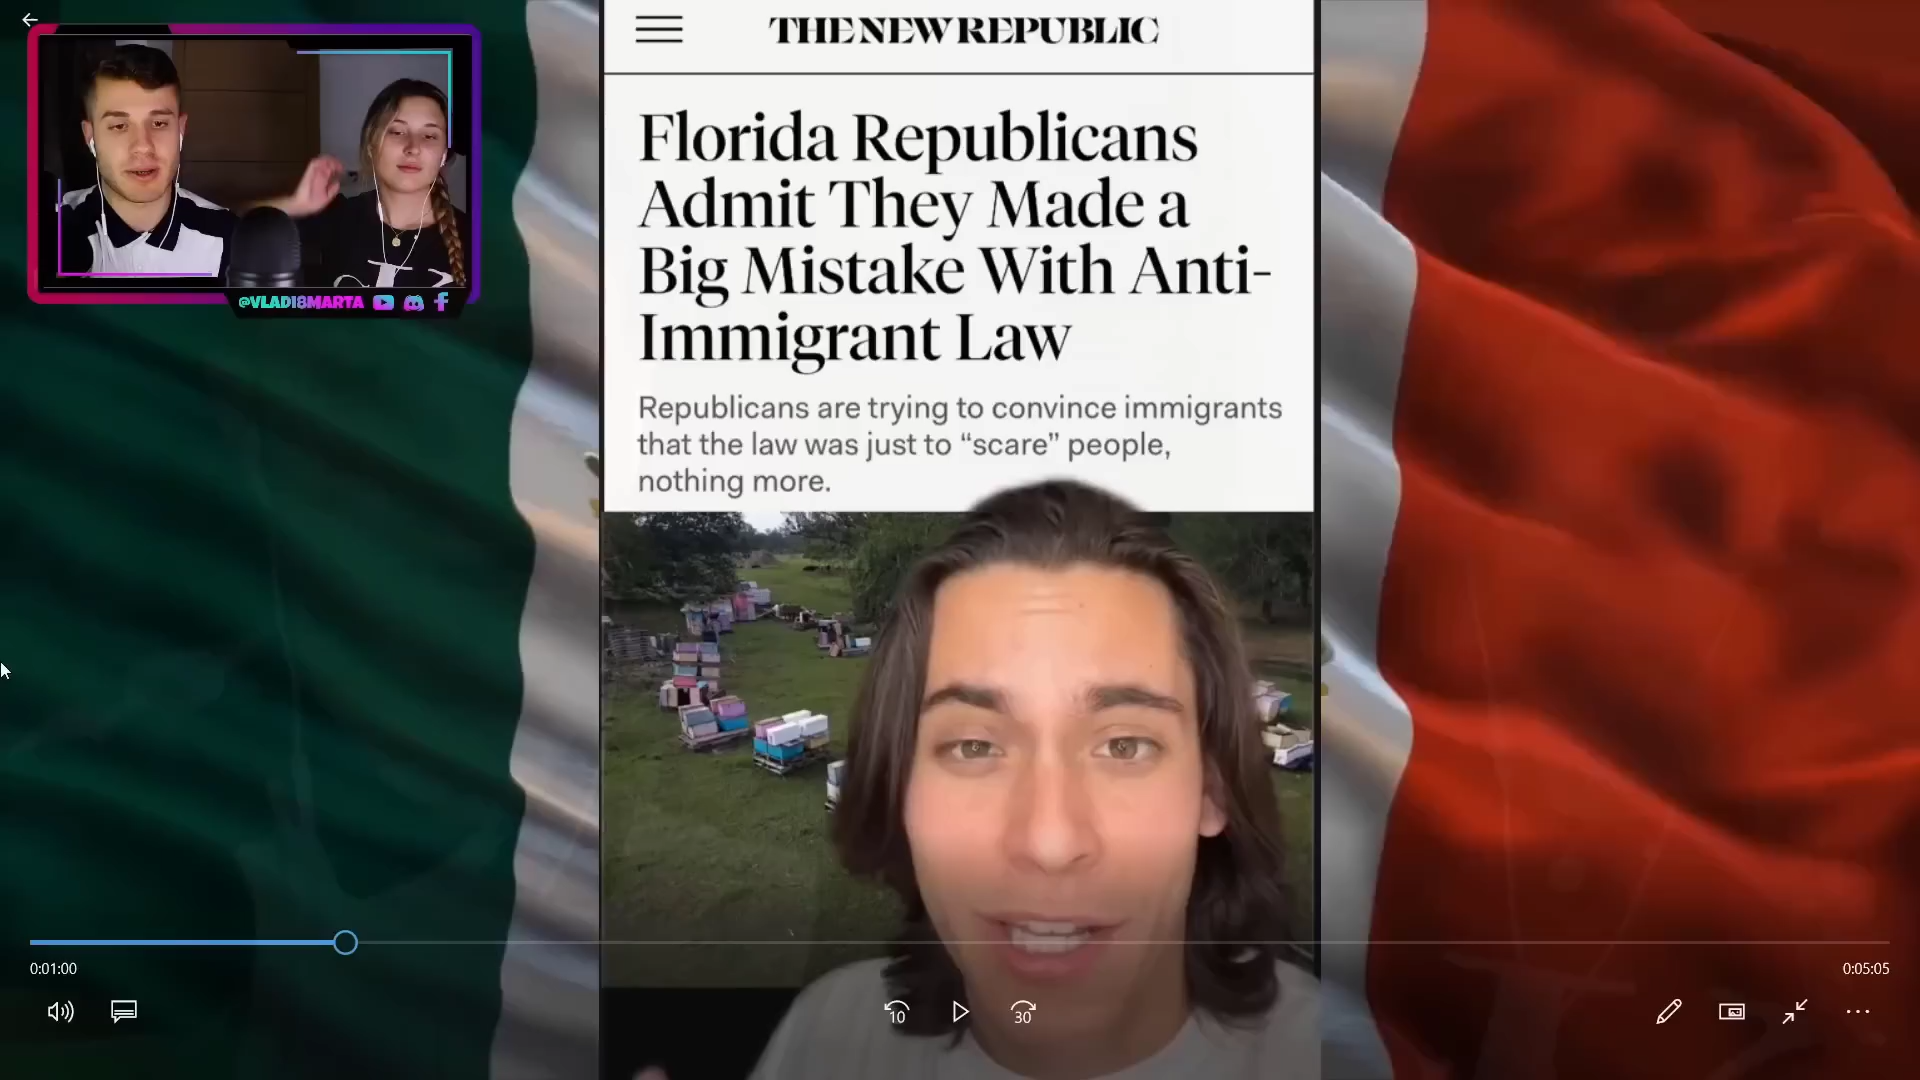 THE NEW REPUBLIC
Florida Republicans
Admit They Made a
Big Mistake With Anti-
Immigrant Law
Republicans are trying to convince immigrants
that the law was just to “scare” people,
nothing more.
@VLADI8MARTA
0:01:00
0:05:05
10
30